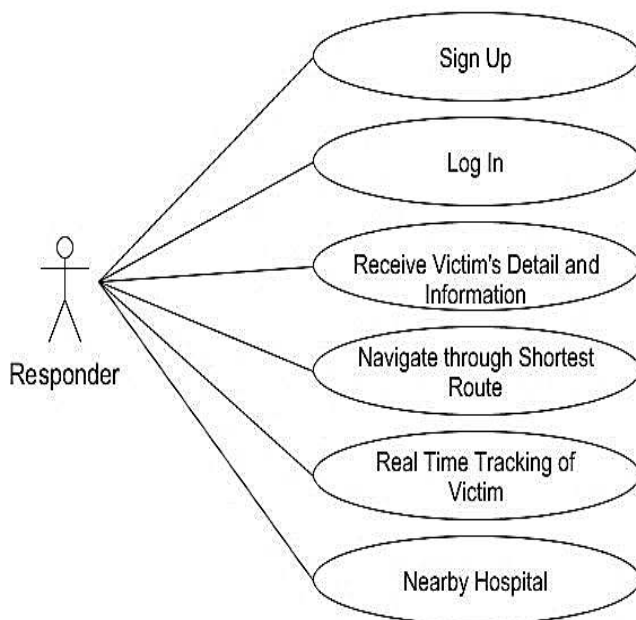 Sign Up
Log In
Receive Victim's Detail and
Information
Responder
Navigate through Shortest
Route
Real Time Tracking of
Victim
Nearby Hospital